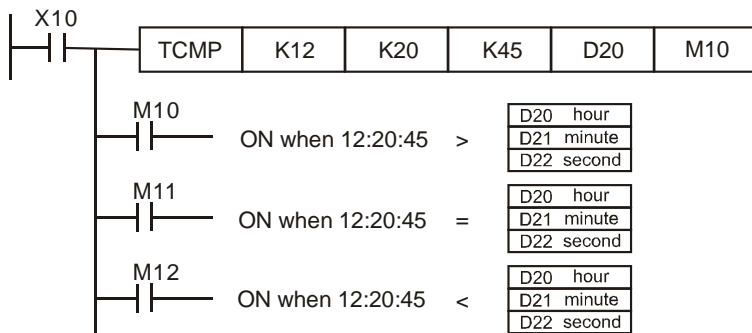 X10
TCMP K12 K20 K45 D20 M10
M10
ON when 12:20:45 >
D20 hour
D21 minute
D22 second
M11
ON when 12:20:45 =
D20 hour
D21 minute
D22 second
M12
ON when 12:20:45 <
D20 hour
D21 minute
D22 second